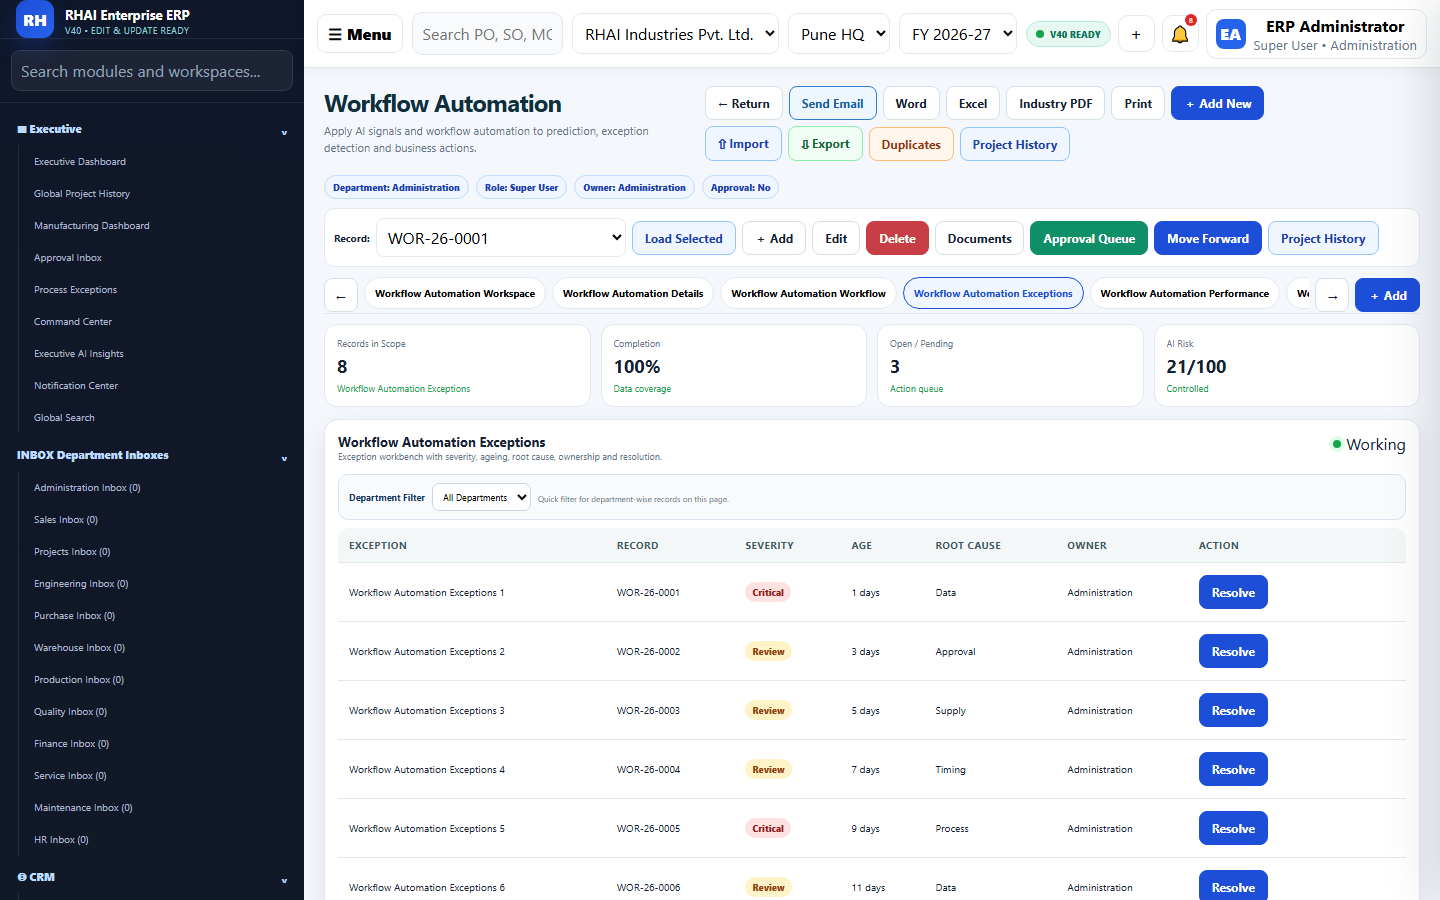 RH
RHAI Enterprise ERP
V40 • EDIT & UPDATE READY
Search modules and workspaces...
Executive
Executive Dashboard
Global Project History
Manufacturing Dashboard
Approval Inbox
Process Exceptions
Command Center
Executive AI Insights
Notification Center
Global Search
INBOX Department Inboxes
Administration Inbox (0)
Sales Inbox (0)
Projects Inbox (0)
Engineering Inbox (0)
Purchase Inbox (0)
Warehouse Inbox (0)
Production Inbox (0)
Quality Inbox (0)
Finance Inbox (0)
Service Inbox (0)
Maintenance Inbox (0)
HR Inbox (0)
CRM
☰ Menu
Search PO, SO, MC
RHAI Industries Pvt. Ltd.
Pune HQ
FY 2026-27
V40 READY
+
8
EA
ERP Administrator
Super User • Administration
Workflow Automation
Apply AI signals and workflow automation to prediction, exception
detection and business actions.
← Return
Send Email
Word
Excel
Industry PDF
Print
+ Add New
⇧ Import
⇩ Export
Duplicates
Project History
Department: Administration
Role: Super User
Owner: Administration
Approval: No
Record:
WOR-26-0001
Load Selected
+ Add
Edit
Delete
Documents
Approval Queue
Move Forward
Project History
←
Workflow Automation Workspace
Workflow Automation Details
Workflow Automation Workflow
Workflow Automation Exceptions
Workflow Automation Performance
→
+ Add
Records in Scope
8
Workflow Automation Exceptions
Completion
100%
Data coverage
Open / Pending
3
Action queue
AI Risk
21/100
Controlled
Workflow Automation Exceptions
Exception workbench with severity, ageing, root cause, ownership and resolution.
Working
Department Filter
All Departments
Quick filter for department-wise records on this page.
EXCEPTION RECORD SEVERITY AGE ROOT CAUSE OWNER ACTION
Workflow Automation Exceptions 1 WOR-26-0001 Critical 1 days Data Administration Resolve
Workflow Automation Exceptions 2 WOR-26-0002 Review 3 days Approval Administration Resolve
Workflow Automation Exceptions 3 WOR-26-0003 Review 5 days Supply Administration Resolve
Workflow Automation Exceptions 4 WOR-26-0004 Review 7 days Timing Administration Resolve
Workflow Automation Exceptions 5 WOR-26-0005 Critical 9 days Process Administration Resolve
Workflow Automation Exceptions 6 WOR-26-0006 Review 11 days Data Administration Resolve